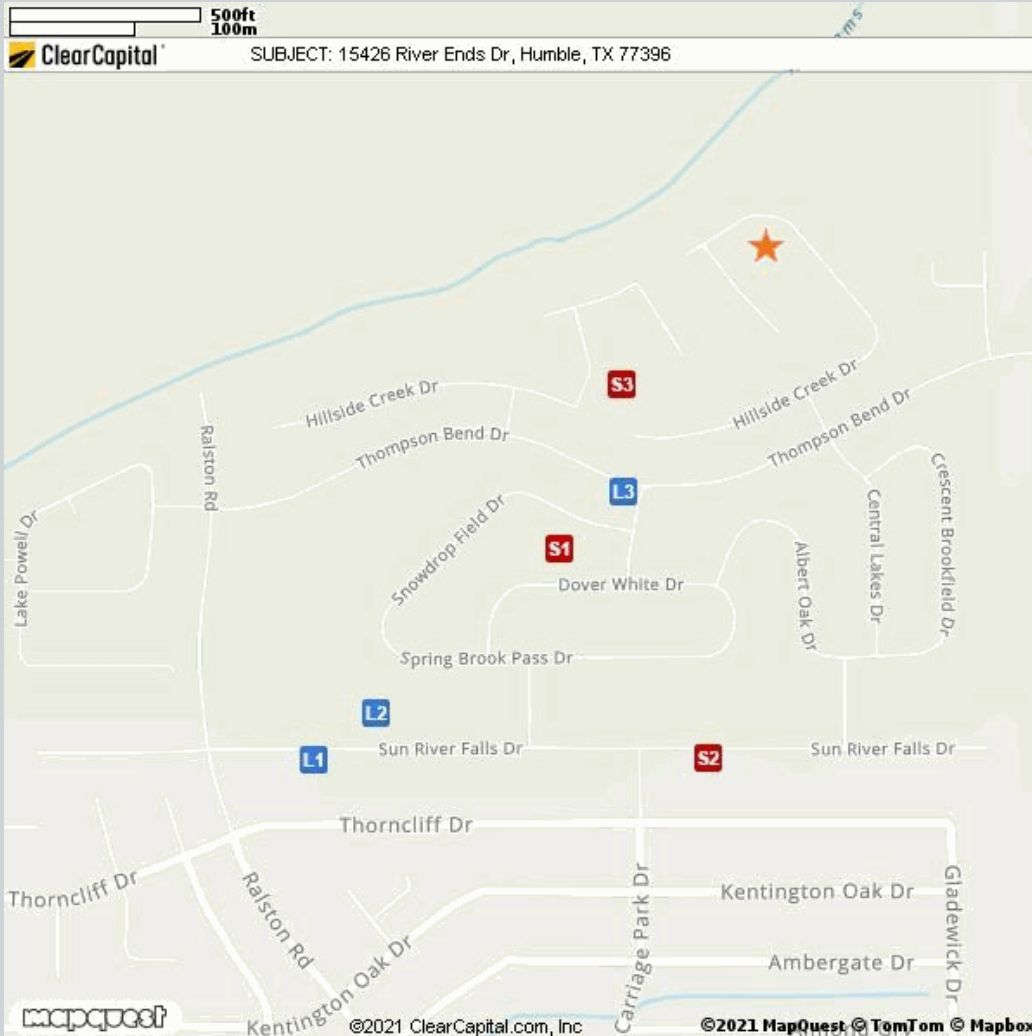 500ft
100m
ms
ClearCapital
SUBJECT: 15426 River Ends Dr, Humble, TX 77396
S3
Hillside Creek Dr
Hillside Creek Dr
Thompson Bend Dr
Thompson Bend Dr
Ralston Rd
L3
Crescent Brookfield Dr
Central Lakes Dr
Snowdrop Field Dr
Lake Powell Dr
S1
Albert Oak Dr
Dover White Dr
Spring Brook Pass Dr
L2
Sun River Falls Dr
Sun River Falls Dr
L1
S2
Thorncliff Dr
Thorncliff Dr
Ralston Rd
Carriage Park Dr
Kentington Oak Dr
Gladewick Dr
Kentington Oak Dr
Ambergate Dr
mapquest
©2021 ClearCapital.com, Inc
©2021 MapQuest © TomTom © Mapbox